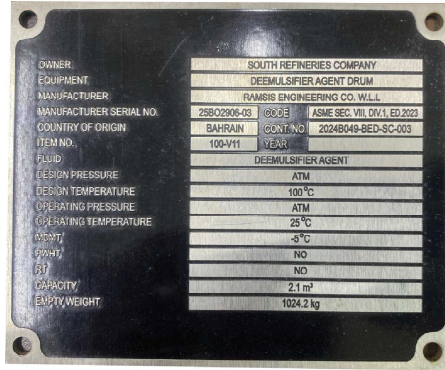 OWNER SOUTH REFINERIES COMPANY
EQUIPMENT DEEMULSIFIER AGENT DRUM
MANUFACTURER RAMSIS ENGINEERING CO. W.L.L
MANUFACTURER SERIAL NO. 25BO2906-03 CODE ASME SEC. VIII, DIV.1, ED.2023
COUNTRY OF ORIGIN BAHRAIN CONT. NO. 2024B049-BED-SC-003
ITEM NO. 100-V11 YEAR
FLUID DEEMULSIFIER AGENT
DESIGN PRESSURE ATM
DESIGN TEMPERATURE 100 °C
OPERATING PRESSURE ATM
OPERATING TEMPERATURE 25 °C
MDMT -5°C
PWHT NO
RT NO
CAPACITY 2.1 m³
EMPTY WEIGHT 1024.2 kg